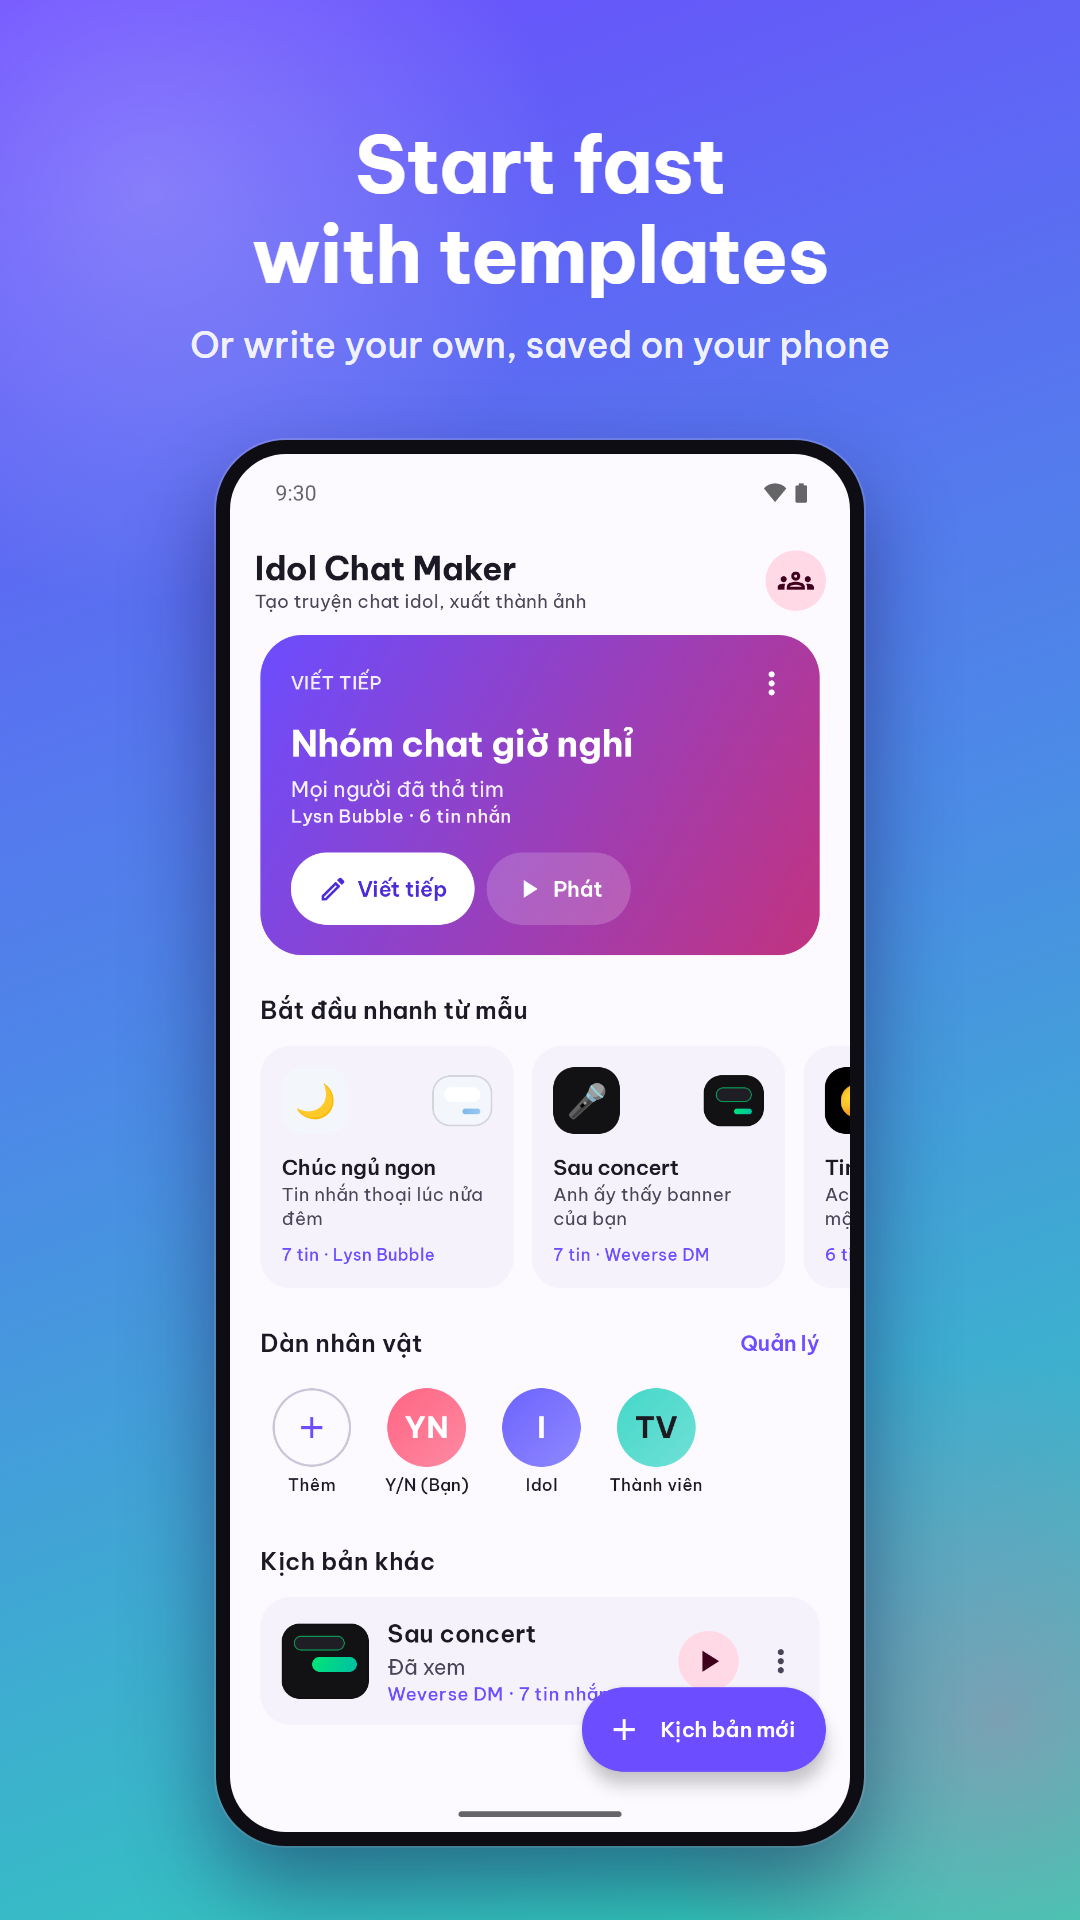 Start fast
with templates
Or write your own, saved on your phone
9:30
Idol Chat Maker
Tạo truyện chat idol, xuất thành ảnh
VIẾT TIẾP
Nhóm chat giờ nghỉ
Mọi người đã thả tim
Lysn Bubble · 6 tin nhắn
Viết tiếp
Phát
Bắt đầu nhanh từ mẫu
Chúc ngủ ngon
Tin nhắn thoại lúc nửa
đêm
7 tin · Lysn Bubble
Sau concert
Anh ấy thấy banner
của bạn
7 tin · Weverse DM
6
Dàn nhân vật
Quản lý
YN
I
TV
Thêm
Y/N (Bạn)
Idol
Thành viên
Kịch bản khác
Sau concert
Đã xem
Weverse DM · 7 tin nhắn
Kịch bản mới